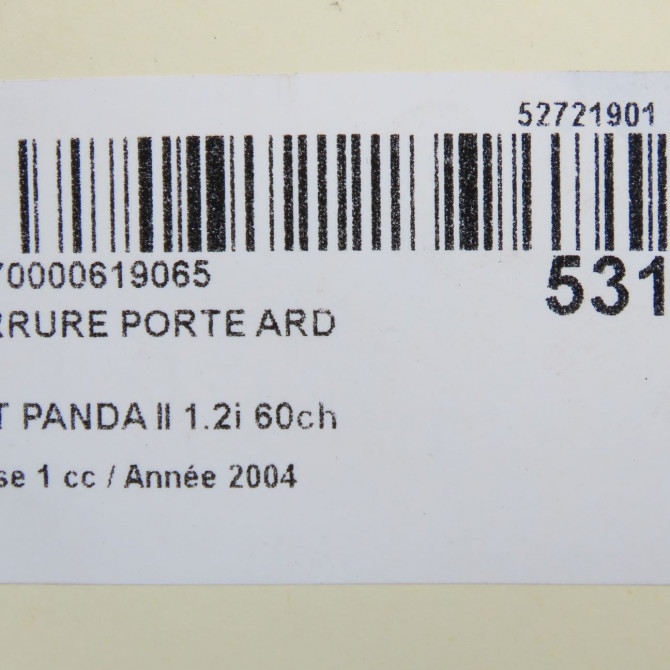 52721901
70000619065
531
RRURE PORTE ARD
T PANDA II 1.2i 60ch
se 1 cc / Année 2004